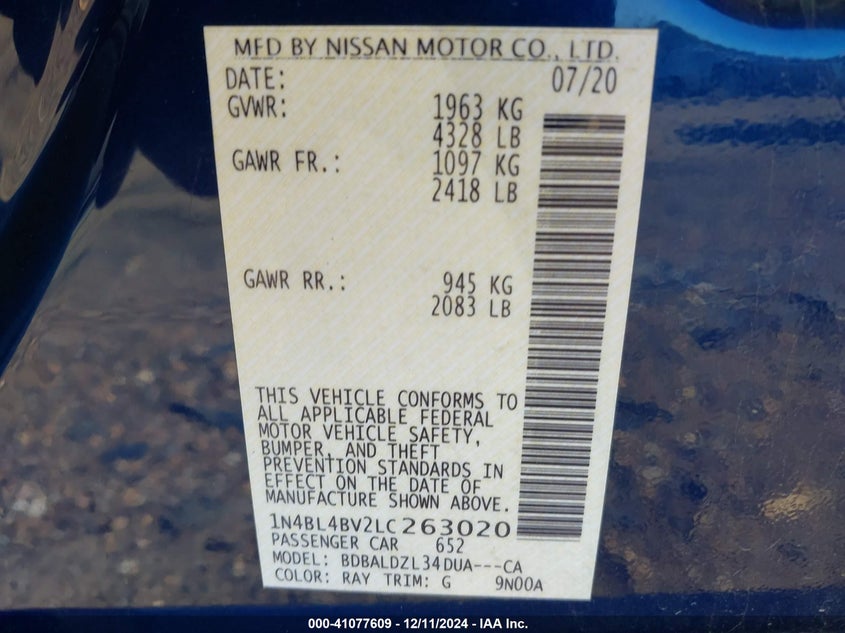 MFD BY NISSAN MOTOR CO., LTD.
DATE: 07/20
GVWR: 1963 KG
4328 LB
GAWR FR.: 1097 KG
2418 LB
GAWR RR.: 945 KG
2083 LB
THIS VEHICLE CONFORMS TO
ALL APPLICABLE FEDERAL
MOTOR VEHICLE SAFETY,
BUMPER, AND THEFT
PREVENTION STANDARDS IN
EFFECT ON THE DATE OF
MANUFACTURE SHOWN ABOVE.
1N4BL4BV2LC263020
PASSENGER CAR 652
MODEL: BDBALDZL34DUA---CA
COLOR: RAY TRIM: G 9N00A
000-41077609 - 12/11/2024 - IAA Inc.